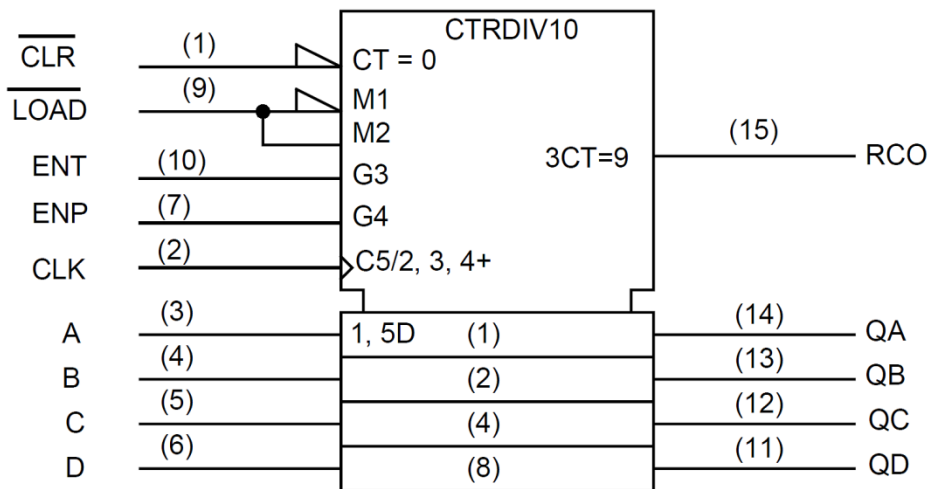 CTRDIV10
CLR (1) CT = 0
LOAD (9) M1
M2
ENT (10) G3
3CT=9 (15) RCO
ENP (7) G4
CLK (2) C5/2, 3, 4+
A (3) 1, 5D (1) (14) QA
B (4) (2) (13) QB
C (5) (4) (12) QC
D (6) (8) (11) QD